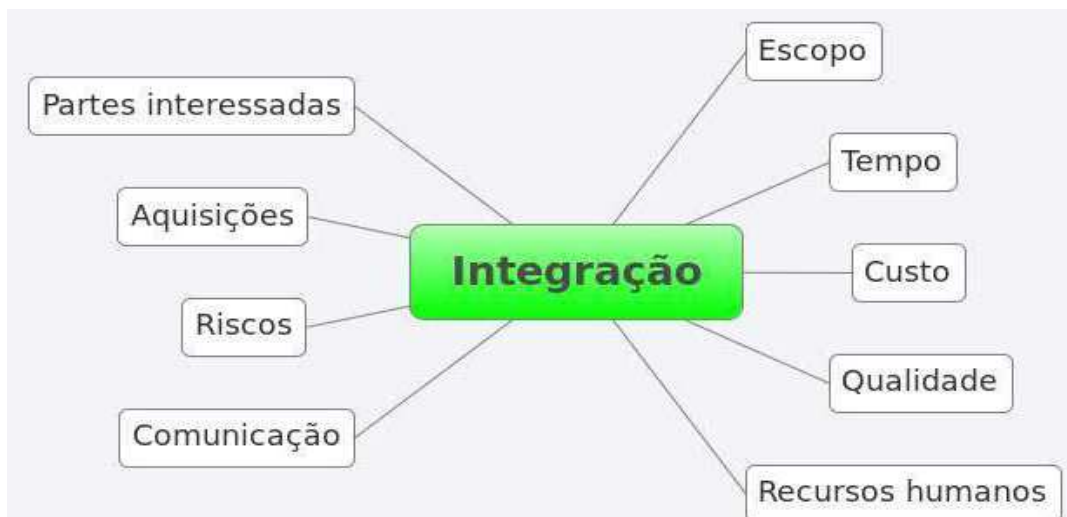 Escopo
Partes interessadas
Tempo
Aquisições
Integração
Custo
Riscos
Qualidade
Comunicação
Recursos humanos